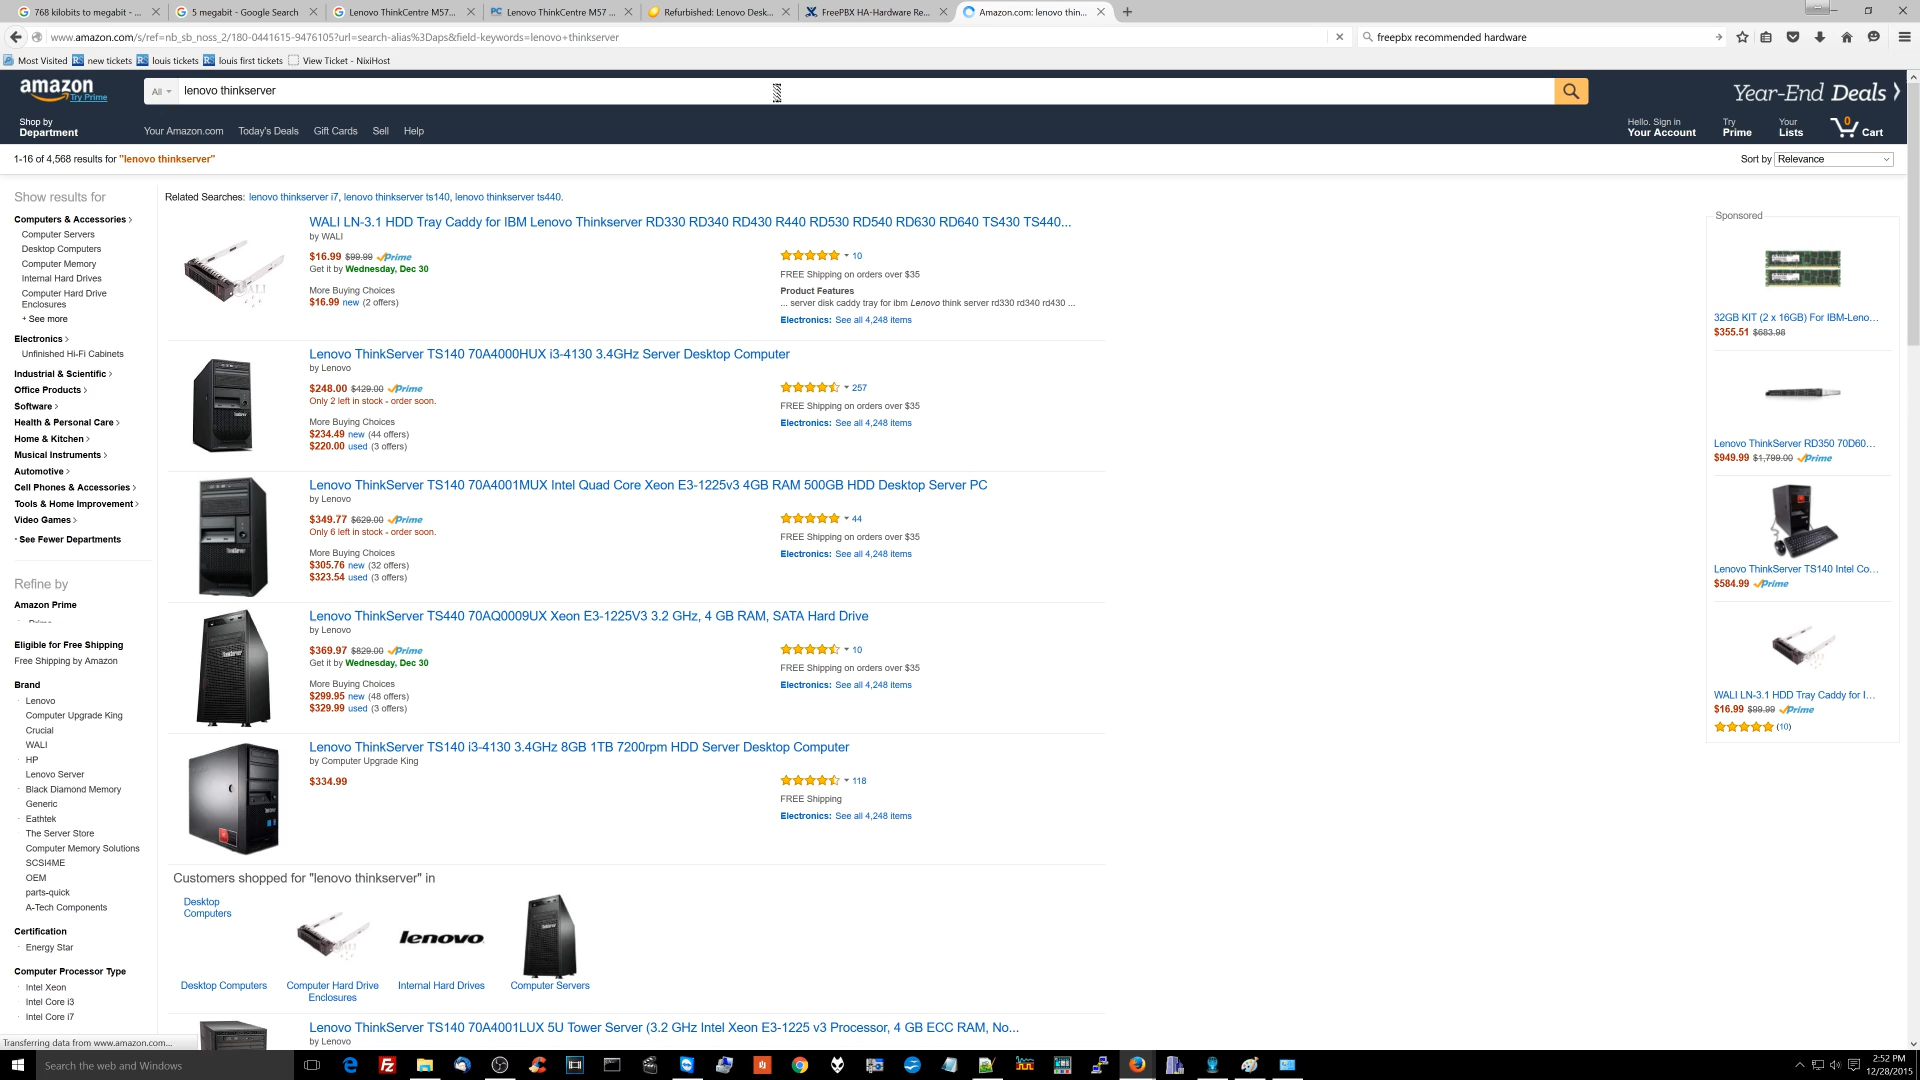 768 kilobits to megabit - ...
5 megabit - Google Search
Lenovo ThinkCentre M57...
Lenovo ThinkCentre M57 ...
Refurbished: Lenovo Desk...
FreePBX HA-Hardware Re...
Amazon.com: lenovo thin...
www.amazon.com/s/ref=nb_sb_noss_2/180-0441615-9476105?url=search-alias%3Daps&field-keywords=lenovo+thinkserver
freepbx recommended hardware
Most Visited
new tickets
louis tickets
louis first tickets
View Ticket - NixiHost
amazon
Try Prime
All
lenovo thinkserver
Year-End Deals
Shop by
Department
Your Amazon.com
Today's Deals
Gift Cards
Sell
Help
Hello. Sign in
Your Account
Try
Prime
Your
Lists
0
Cart
1-16 of 4,568 results for "lenovo thinkserver"
Sort by Relevance
Show results for
Computers & Accessories
Computer Servers
Desktop Computers
Computer Memory
Internal Hard Drives
Computer Hard Drive
Enclosures
+ See more
Electronics
Unfinished Hi-Fi Cabinets
Industrial & Scientific
Office Products
Software
Health & Personal Care
Home & Kitchen
Musical Instruments
Automotive
Cell Phones & Accessories
Tools & Home Improvement
Video Games
- See Fewer Departments
Refine by
Amazon Prime
Eligible for Free Shipping
Free Shipping by Amazon
Brand
Lenovo
Computer Upgrade King
Crucial
WALI
HP
Lenovo Server
Black Diamond Memory
Generic
Eathtek
The Server Store
Computer Memory Solutions
SCSI4ME
OEM
parts-quick
A-Tech Components
Certification
Energy Star
Computer Processor Type
Intel Xeon
Intel Core i3
Intel Core i7
Related Searches: lenovo thinkserver i7, lenovo thinkserver ts140, lenovo thinkserver ts440.
WALI LN-3.1 HDD Tray Caddy for IBM Lenovo Thinkserver RD330 RD340 RD430 R440 RD530 RD540 RD630 RD640 TS430 TS440...
by WALI
$16.99 $99.99 Prime
Get it by Wednesday, Dec 30
More Buying Choices
$16.99 new (2 offers)
10
FREE Shipping on orders over $35
Product Features
... server disk caddy tray for ibm Lenovo think server rd330 rd340 rd430 ...
Electronics: See all 4,248 items
Lenovo ThinkServer TS140 70A4000HUX i3-4130 3.4GHz Server Desktop Computer
by Lenovo
$248.00 $429.00 Prime
Only 2 left in stock - order soon.
More Buying Choices
$234.49 new (44 offers)
$220.00 used (3 offers)
257
FREE Shipping on orders over $35
Electronics: See all 4,248 items
Lenovo ThinkServer TS140 70A4001MUX Intel Quad Core Xeon E3-1225v3 4GB RAM 500GB HDD Desktop Server PC
by Lenovo
$349.77 $629.00 Prime
Only 6 left in stock - order soon.
More Buying Choices
$305.76 new (32 offers)
$323.54 used (3 offers)
44
FREE Shipping on orders over $35
Electronics: See all 4,248 items
Lenovo ThinkServer TS440 70AQ0009UX Xeon E3-1225V3 3.2 GHz, 4 GB RAM, SATA Hard Drive
by Lenovo
$369.97 $829.00 Prime
Get it by Wednesday, Dec 30
More Buying Choices
$299.95 new (48 offers)
$329.99 used (3 offers)
10
FREE Shipping on orders over $35
Electronics: See all 4,248 items
Lenovo ThinkServer TS140 i3-4130 3.4GHz 8GB 1TB 7200rpm HDD Server Desktop Computer
by Computer Upgrade King
$334.99
118
FREE Shipping
Electronics: See all 4,248 items
Customers shopped for "lenovo thinkserver" in
Desktop
Computers
lenovo
Desktop Computers
Computer Hard Drive
Enclosures
Internal Hard Drives
Computer Servers
Lenovo ThinkServer TS140 70A4001LUX 5U Tower Server (3.2 GHz Intel Xeon E3-1225 v3 Processor, 4 GB ECC RAM, No...
by Lenovo
Sponsored
32GB KIT (2 x 16GB) For IBM-Leno...
$355.51 $683.98
Lenovo ThinkServer RD350 70D60...
$949.99 $1,799.00 Prime
Lenovo ThinkServer TS140 Intel Co...
$584.99 Prime
WALI LN-3.1 HDD Tray Caddy for I...
$16.99 $99.99 Prime
(10)
Transferring data from www.amazon.com...
Search the web and Windows
2:52 PM
12/28/2015